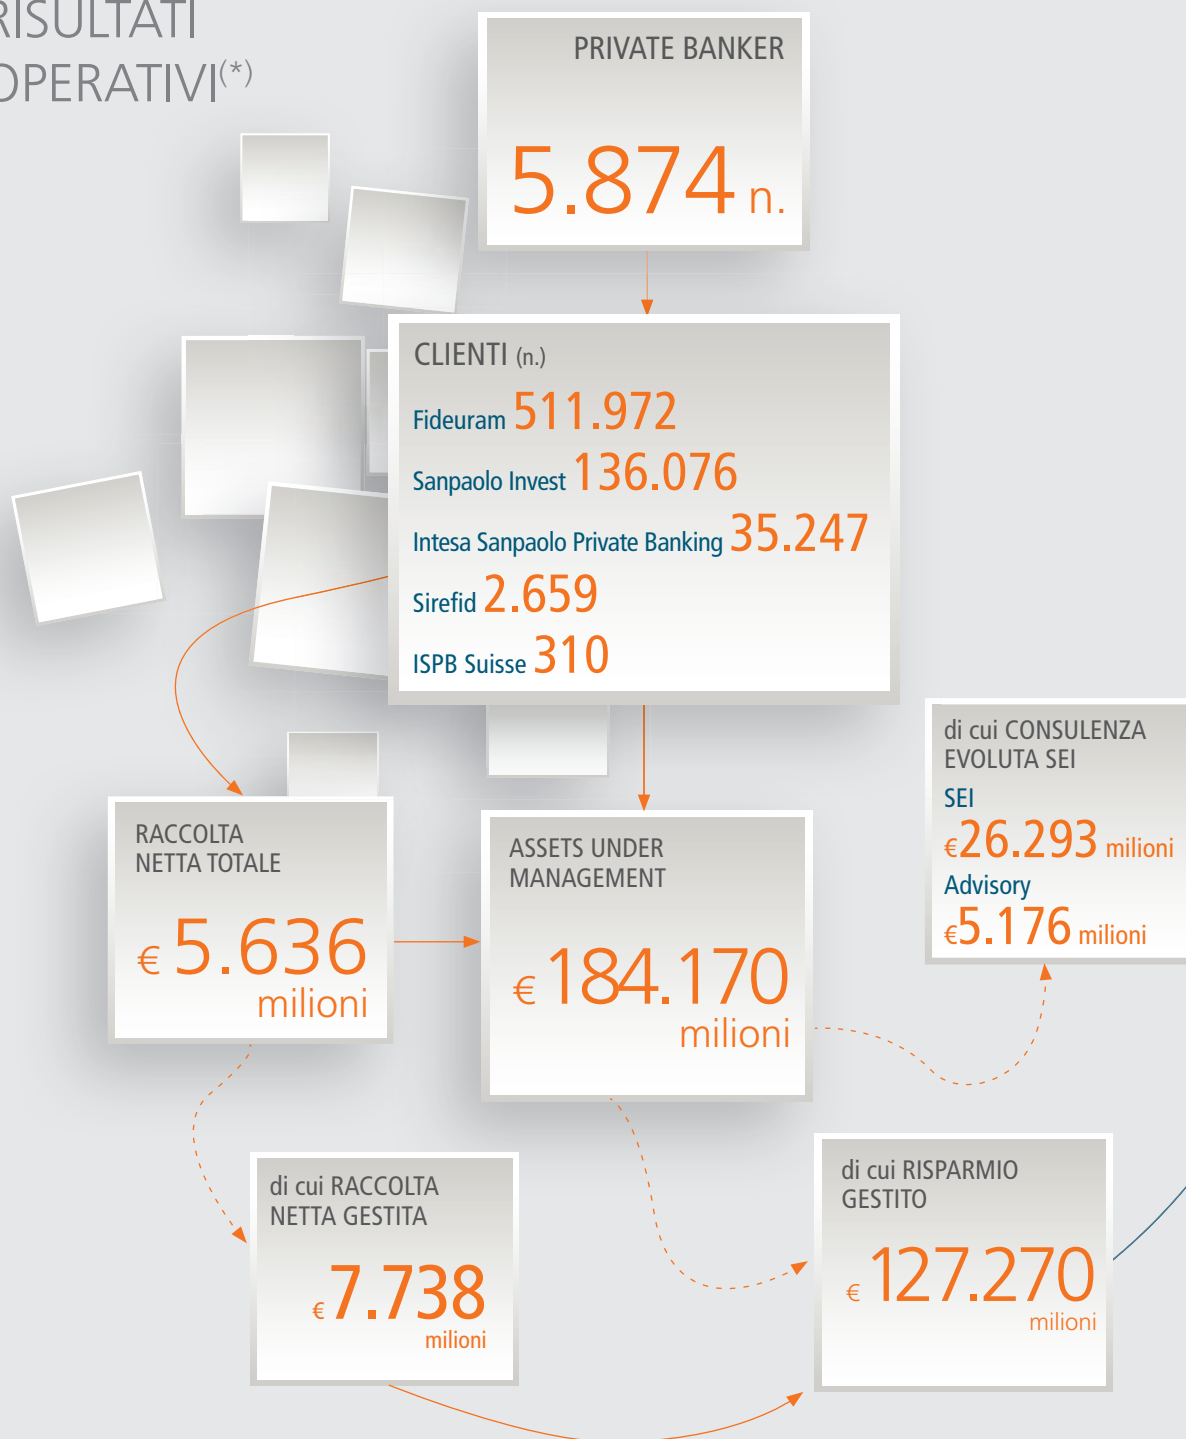 RISULTATI
OPERATIVI(*)
PRIVATE BANKER
5.874 n.
CLIENTI (n.)
Fideuram 511.972
Sanpaolo Invest 136.076
Intesa Sanpaolo Private Banking 35.247
Sirefid 2.659
ISPB Suisse 310
di cui CONSULENZA
EVOLUTA SEI
SEI
€26.293 milioni
Advisory
€5.176 milioni
RACCOLTA
NETTA TOTALE
€ 5.636
milioni
ASSETS UNDER
MANAGEMENT
€ 184.170
milioni
di cui RACCOLTA
NETTA GESTITA
€ 7.738
milioni
di cui RISPARMIO
GESTITO
€ 127.270
milioni